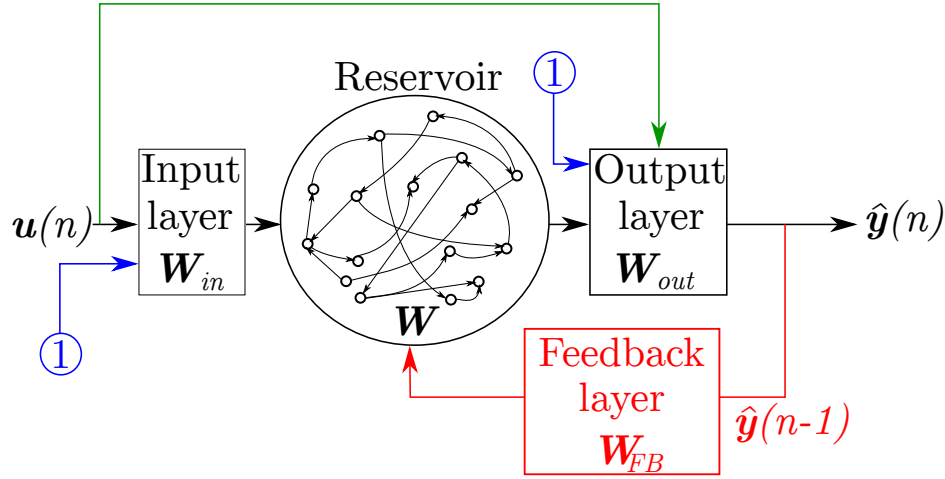 Reservoir
1
Input
layer
W_in
u(n)
1
W
Output
layer
W_out
ŷ(n)
Feedback
layer
W_FB
ŷ(n-1)